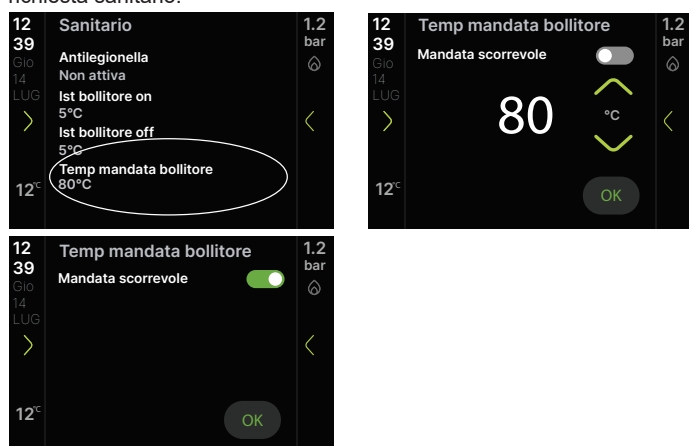 richiesta sanitario.
12
39
Gio
14
LUG
12°C
Sanitario
Antilegionella
Non attiva
Ist bollitore on
5°C
Ist bollitore off
5°C
Temp mandata bollitore
80°C
1.2
bar
12
39
Gio
14
LUG
12°C
Temp mandata bollitore
Mandata scorrevole
80
°C
OK
1.2
bar
12
39
Gio
14
LUG
12°C
Temp mandata bollitore
Mandata scorrevole
OK
1.2
bar